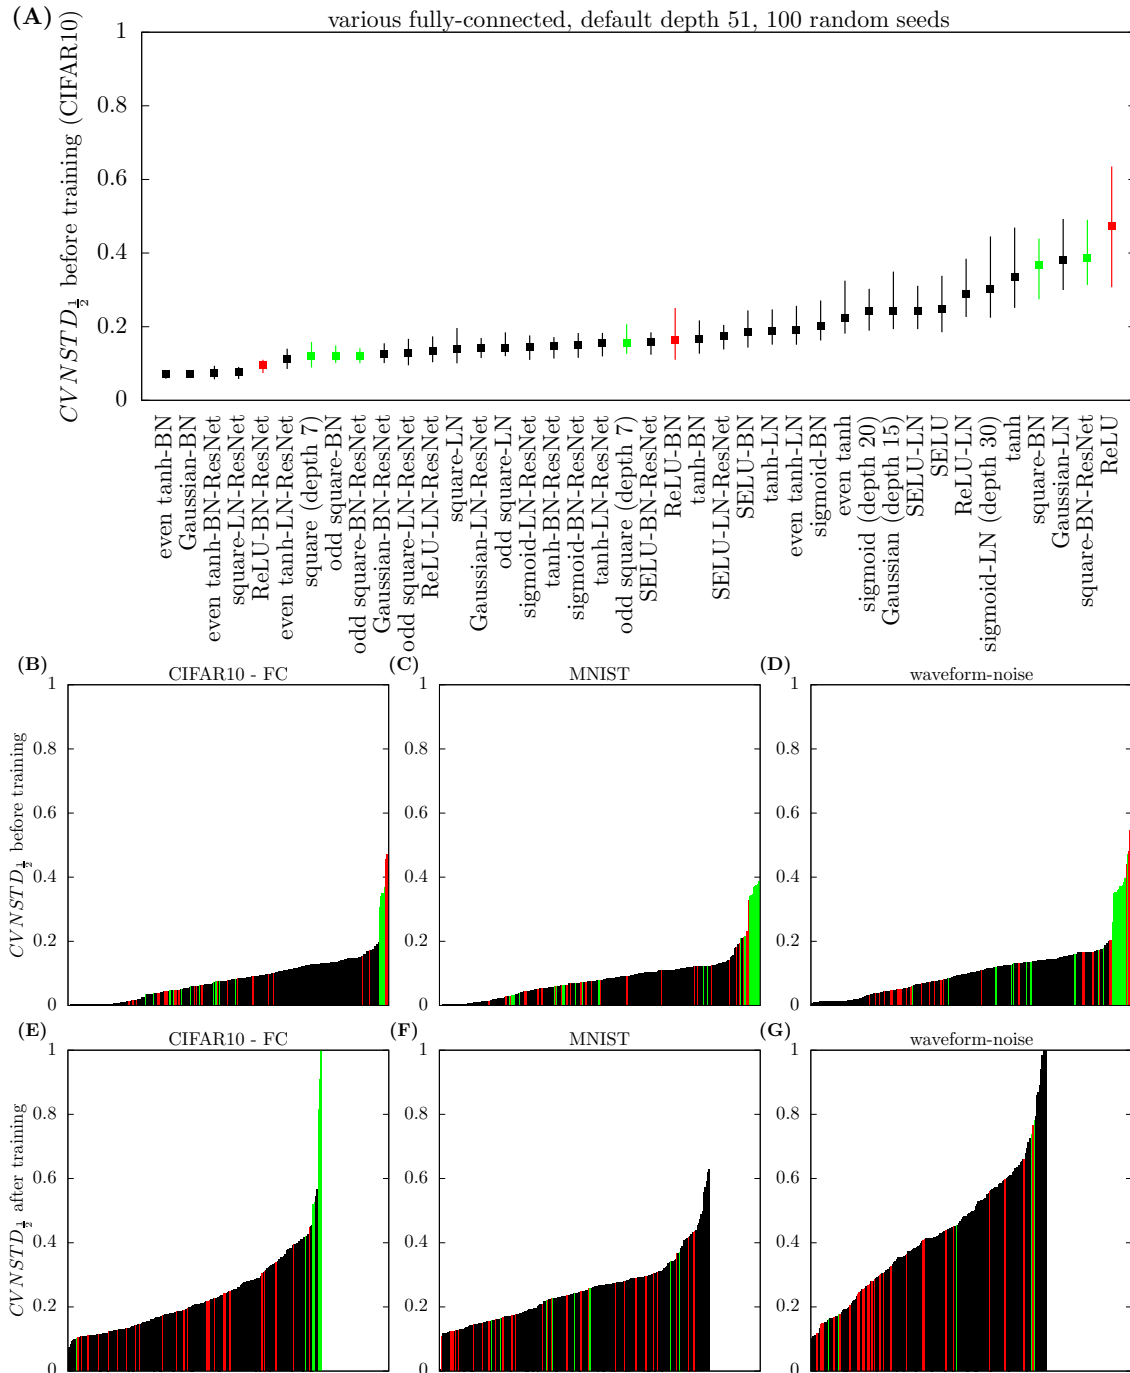 (A) various fully-connected, default depth 51, 100 random seeds
CVNSTD 1/2 before training (CIFAR10)
1
0.8
0.6
0.4
0.2
0
even tanh-BN
Gaussian-BN
even tanh-BN-ResNet
square-LN-ResNet
ReLU-BN-ResNet
even tanh-LN-ResNet
square (depth 7)
odd square-BN
odd square-BN-ResNet
Gaussian-BN-ResNet
odd square-LN-ResNet
ReLU-LN-ResNet
square-LN
Gaussian-LN-ResNet
odd square-LN
sigmoid-LN-ResNet
tanh-BN-ResNet
sigmoid-BN-ResNet
tanh-LN-ResNet
odd square (depth 7)
SELU-BN-ResNet
ReLU-BN
tanh-BN
SELU-LN-ResNet
SELU-BN
tanh-LN
even tanh-LN
sigmoid-BN
even tanh
sigmoid (depth 20)
Gaussian (depth 15)
SELU-LN
SELU
ReLU-LN
sigmoid-LN (depth 30)
tanh
square-BN
Gaussian-LN
square-BN-ResNet
ReLU
(B) CIFAR10 - FC
CVNSTD 1/2 before training
1
0.8
0.6
0.4
0.2
0
(C) MNIST
1
0.8
0.6
0.4
0.2
0
(D) waveform-noise
1
0.8
0.6
0.4
0.2
0
(E) CIFAR10 - FC
CVNSTD 1/2 after training
1
0.8
0.6
0.4
0.2
0
(F) MNIST
1
0.8
0.6
0.4
0.2
0
(G) waveform-noise
1
0.8
0.6
0.4
0.2
0